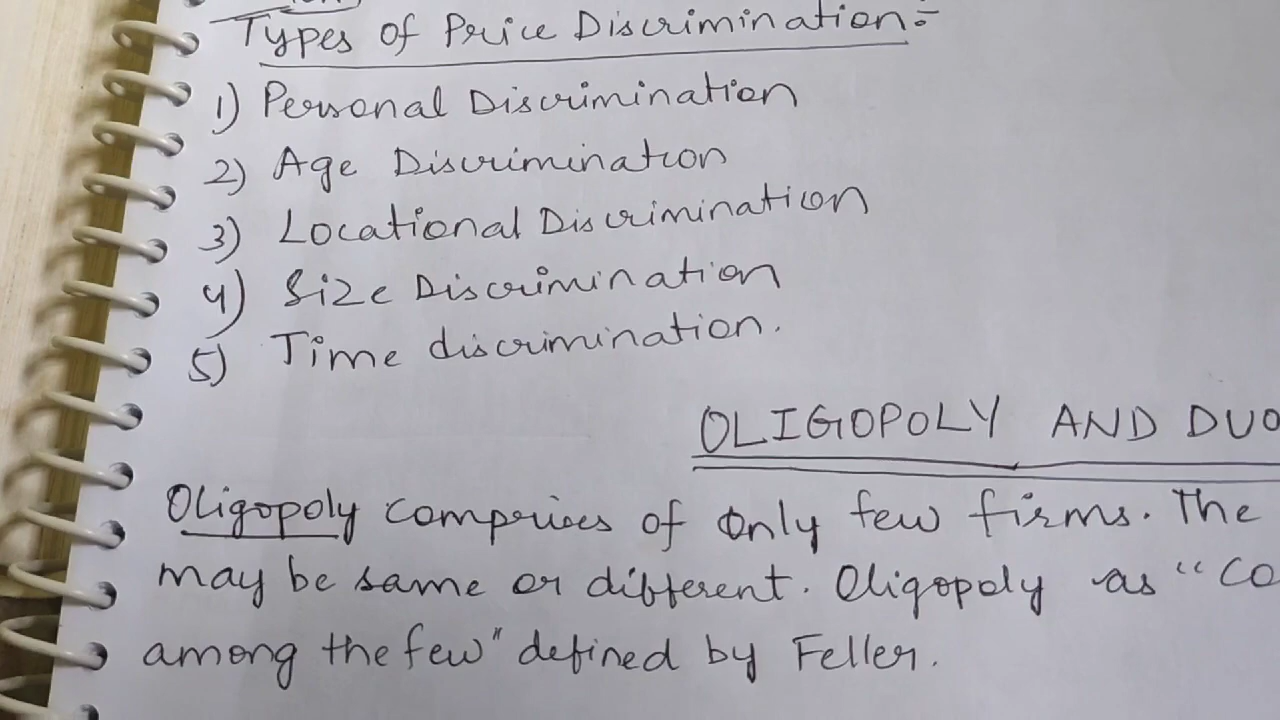 Types of Price Discrimination:-
1) Personal Discrimination
2) Age Discrimination
3) Locational Discrimination
4) Size Discrimination
5) Time discrimination.
OLIGOPOLY AND DUO
Oligopoly comprises of only few firms. The
may be same or different. Oligopoly as "Co
among the few" defined by Feller.